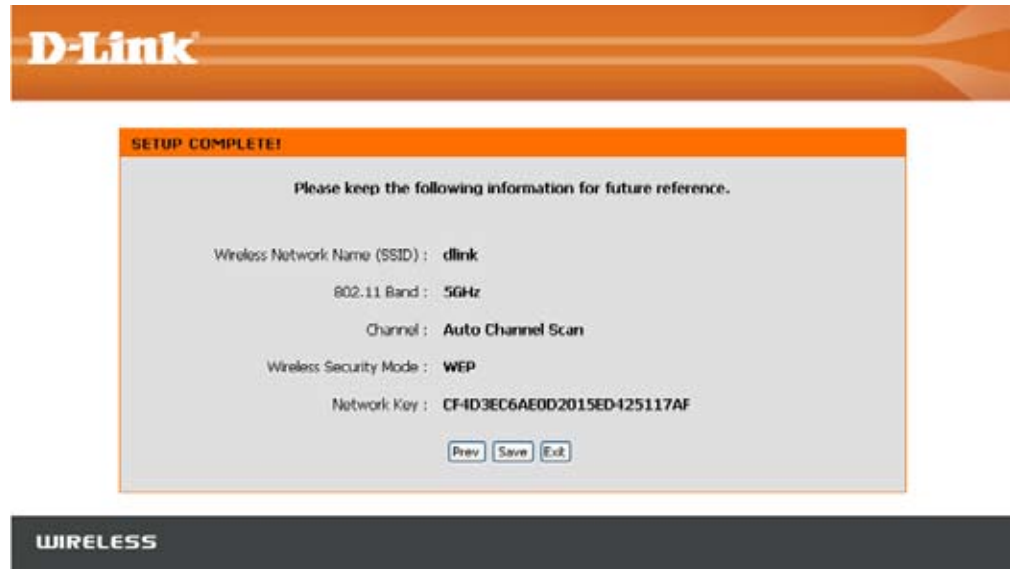 D-Link
SETUP COMPLETE!
Please keep the following information for future reference.
Wireless Network Name (SSID) : dlink
802.11 Band : 5GHz
Channel : Auto Channel Scan
Wireless Security Mode : WEP
Network Key : CF4D3EC6AE0D2015ED425117AF
Prev Save Exit
WIRELESS